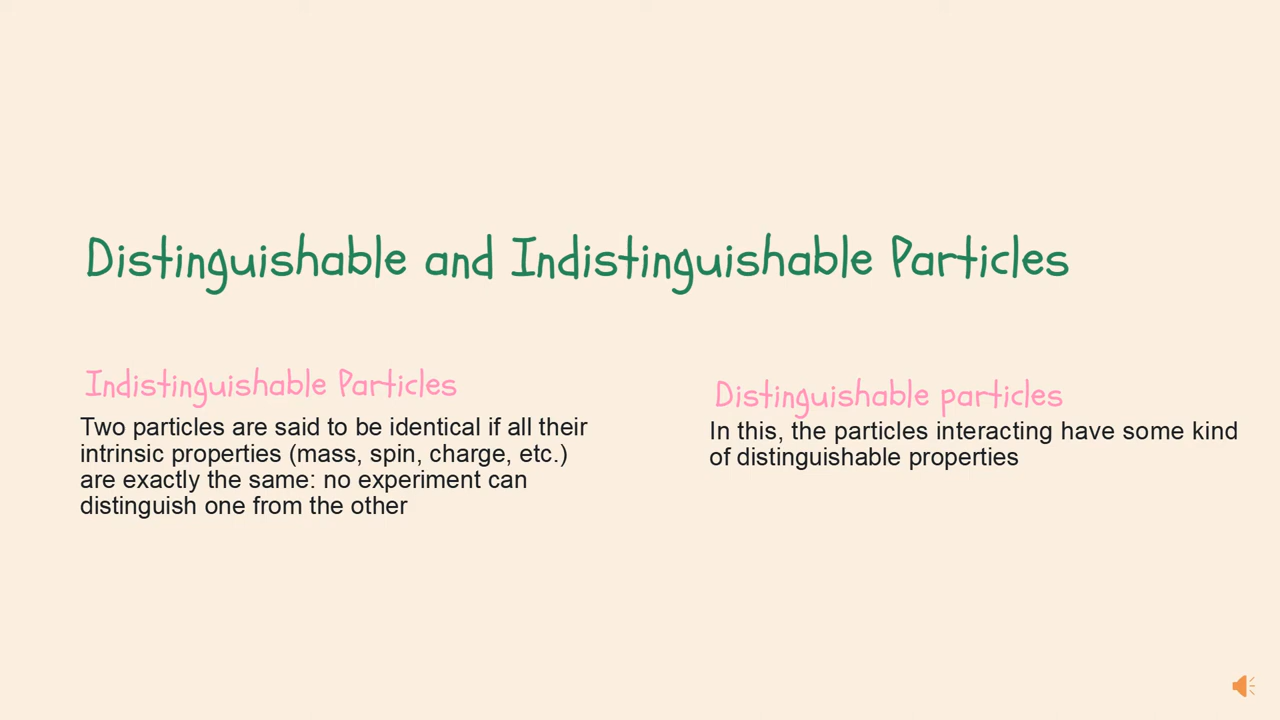 Distinguishable and Indistinguishable Particles
Indistinguishable Particles
Two particles are said to be identical if all their
intrinsic properties (mass, spin, charge, etc.)
are exactly the same: no experiment can
distinguish one from the other
Distinguishable particles
In this, the particles interacting have some kind
of distinguishable properties